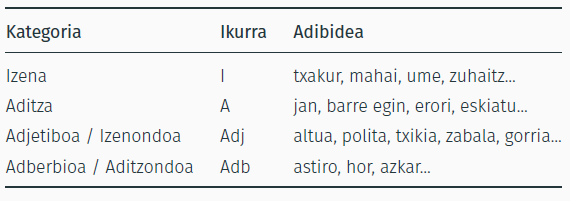 Kategoria Ikurra Adibidea
Izena I txakur, mahai, ume, zuhaitz...
Aditza A jan, barre egin, erori, eskiatu...
Adjetiboa / Izenondoa Adj altua, polita, txikia, zabala, gorria...
Adberbioa / Aditzondoa Adb astiro, hor, azkar...